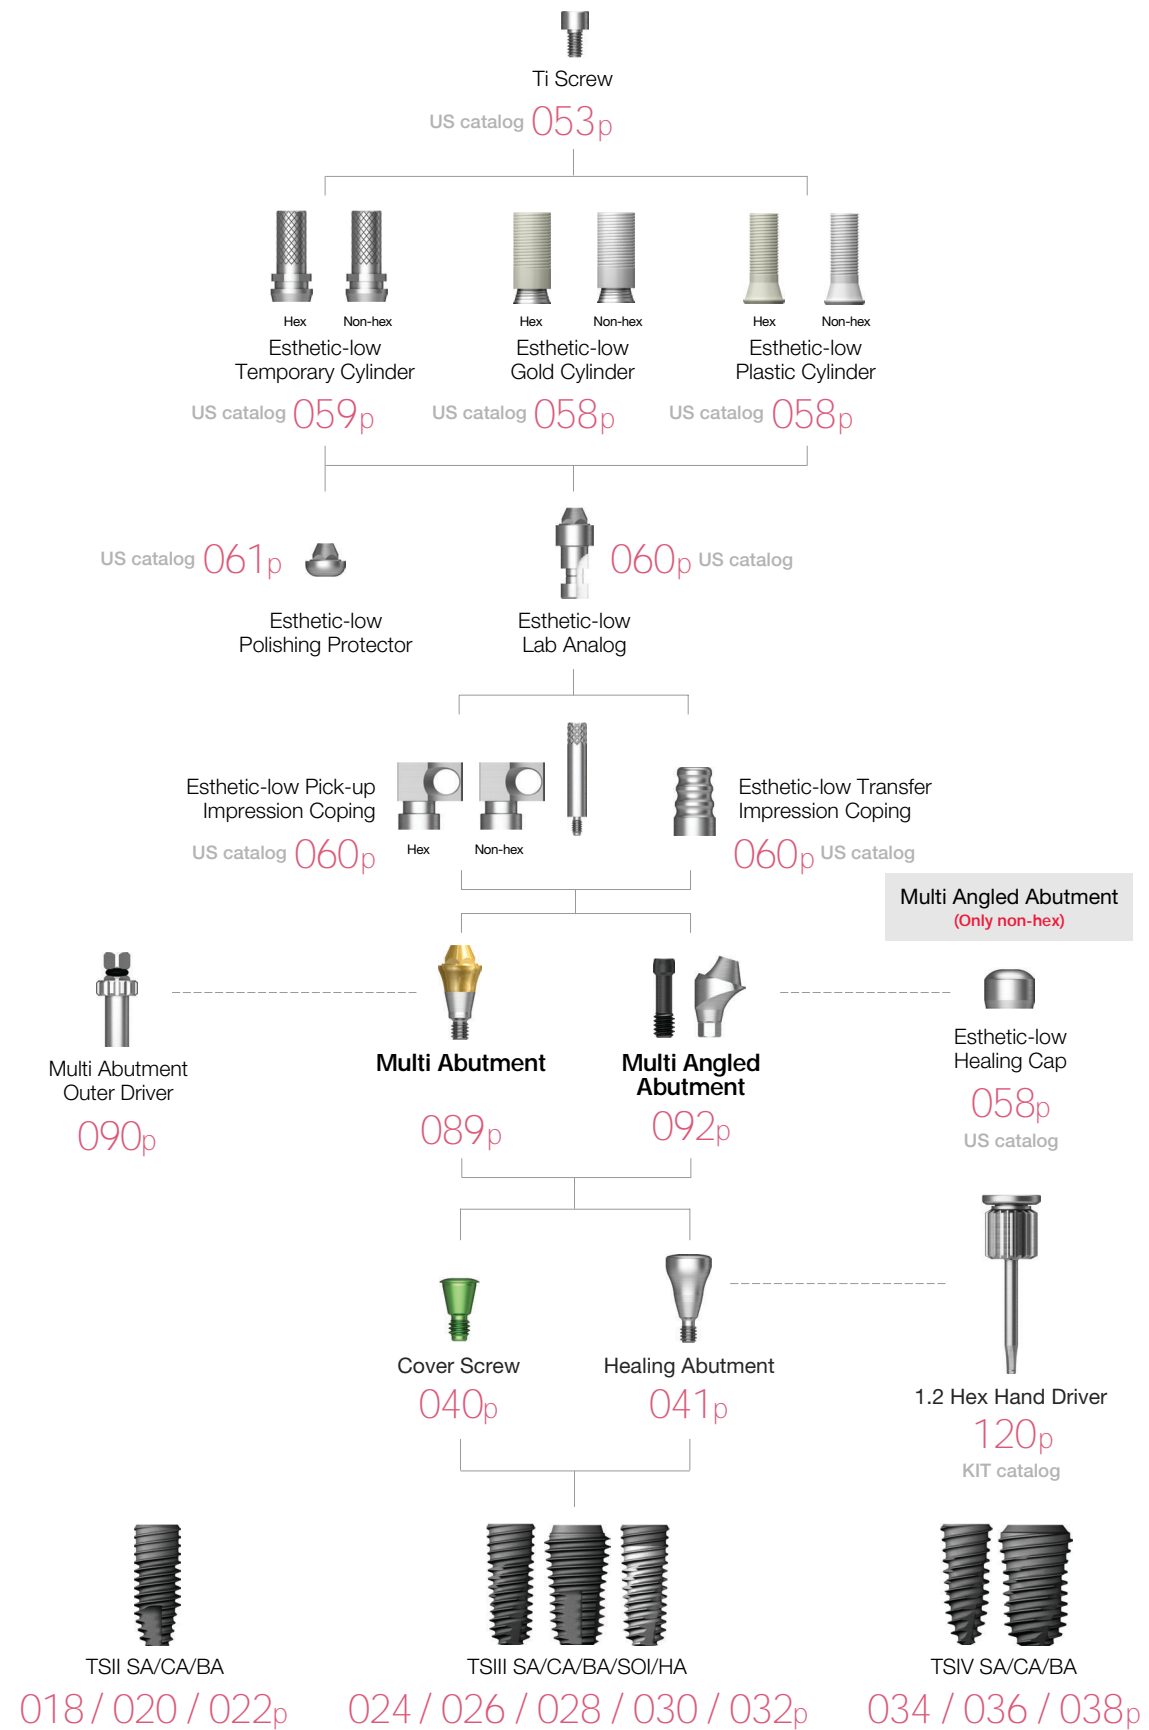 Ti Screw
US catalog 053p
Hex Non-hex Hex Non-hex Hex Non-hex
Esthetic-low
Temporary Cylinder
US catalog 059p
Esthetic-low
Gold Cylinder
US catalog 058p
Esthetic-low
Plastic Cylinder
US catalog 058p
US catalog 061p
Esthetic-low
Polishing Protector
060p US catalog
Esthetic-low
Lab Analog
Esthetic-low Pick-up
Impression Coping
US catalog 060p
Hex Non-hex
Esthetic-low Transfer
Impression Coping
060p US catalog
Multi Angled Abutment
(Only non-hex)
Multi Abutment
Outer Driver
090p
Multi Abutment
089p
Multi Angled
Abutment
092p
Esthetic-low
Healing Cap
058p
US catalog
Cover Screw
040p
Healing Abutment
041p
1.2 Hex Hand Driver
120p
KIT catalog
TSII SA/CA/BA
018 / 020 / 022p
TSIII SA/CA/BA/SOI/HA
024 / 026 / 028 / 030 / 032p
TSIV SA/CA/BA
034 / 036 / 038p